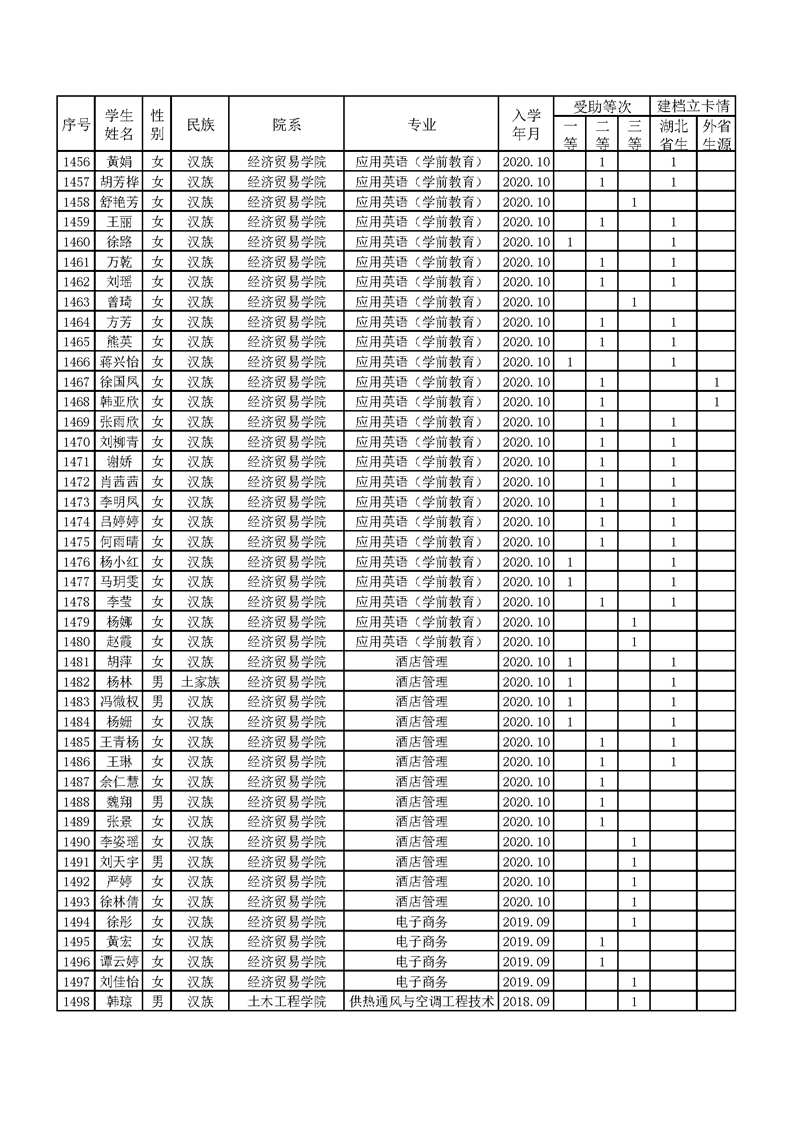 序号 学生姓名 性别 民族 院系 专业 入学年月 受助等次 建档立卡情
一等 二等 三等 湖北省生 外省生源
1456 黄娟 女 汉族 经济贸易学院 应用英语（学前教育） 2020.10 1 1
1457 胡芳桦 女 汉族 经济贸易学院 应用英语（学前教育） 2020.10 1 1
1458 舒艳芳 女 汉族 经济贸易学院 应用英语（学前教育） 2020.10 1
1459 王丽 女 汉族 经济贸易学院 应用英语（学前教育） 2020.10 1 1
1460 徐路 女 汉族 经济贸易学院 应用英语（学前教育） 2020.10 1 1
1461 万乾 女 汉族 经济贸易学院 应用英语（学前教育） 2020.10 1 1
1462 刘瑶 女 汉族 经济贸易学院 应用英语（学前教育） 2020.10 1 1
1463 曾琦 女 汉族 经济贸易学院 应用英语（学前教育） 2020.10 1
1464 方芳 女 汉族 经济贸易学院 应用英语（学前教育） 2020.10 1 1
1465 熊英 女 汉族 经济贸易学院 应用英语（学前教育） 2020.10 1 1
1466 蒋兴怡 女 汉族 经济贸易学院 应用英语（学前教育） 2020.10 1 1
1467 徐国凤 女 汉族 经济贸易学院 应用英语（学前教育） 2020.10 1 1
1468 韩亚欣 女 汉族 经济贸易学院 应用英语（学前教育） 2020.10 1 1
1469 张雨欣 女 汉族 经济贸易学院 应用英语（学前教育） 2020.10 1 1
1470 刘柳青 女 汉族 经济贸易学院 应用英语（学前教育） 2020.10 1 1
1471 谢娇 女 汉族 经济贸易学院 应用英语（学前教育） 2020.10 1 1
1472 肖茜茜 女 汉族 经济贸易学院 应用英语（学前教育） 2020.10 1 1
1473 李明凤 女 汉族 经济贸易学院 应用英语（学前教育） 2020.10 1 1
1474 吕婷婷 女 汉族 经济贸易学院 应用英语（学前教育） 2020.10 1 1
1475 何雨晴 女 汉族 经济贸易学院 应用英语（学前教育） 2020.10 1 1
1476 杨小红 女 汉族 经济贸易学院 应用英语（学前教育） 2020.10 1 1
1477 马玥雯 女 汉族 经济贸易学院 应用英语（学前教育） 2020.10 1 1
1478 李莹 女 汉族 经济贸易学院 应用英语（学前教育） 2020.10 1 1
1479 杨娜 女 汉族 经济贸易学院 应用英语（学前教育） 2020.10 1
1480 赵霞 女 汉族 经济贸易学院 应用英语（学前教育） 2020.10 1
1481 胡萍 女 汉族 经济贸易学院 酒店管理 2020.10 1 1
1482 杨林 男 土家族 经济贸易学院 酒店管理 2020.10 1 1
1483 冯微权 男 汉族 经济贸易学院 酒店管理 2020.10 1 1
1484 杨姗 女 汉族 经济贸易学院 酒店管理 2020.10 1 1
1485 王青杨 女 汉族 经济贸易学院 酒店管理 2020.10 1 1
1486 王琳 女 汉族 经济贸易学院 酒店管理 2020.10 1 1
1487 余仁慧 女 汉族 经济贸易学院 酒店管理 2020.10 1
1488 魏翔 男 汉族 经济贸易学院 酒店管理 2020.10 1
1489 张景 女 汉族 经济贸易学院 酒店管理 2020.10 1
1490 李姿瑶 女 汉族 经济贸易学院 酒店管理 2020.10 1
1491 刘天宇 男 汉族 经济贸易学院 酒店管理 2020.10 1
1492 严婷 女 汉族 经济贸易学院 酒店管理 2020.10 1
1493 徐林倩 女 汉族 经济贸易学院 酒店管理 2020.10 1
1494 徐彤 女 汉族 经济贸易学院 电子商务 2019.09 1
1495 黄宏 女 汉族 经济贸易学院 电子商务 2019.09 1
1496 谭云婷 女 汉族 经济贸易学院 电子商务 2019.09 1
1497 刘佳怡 女 汉族 经济贸易学院 电子商务 2019.09 1
1498 韩琼 男 汉族 土木工程学院 供热通风与空调工程技术 2018.09 1